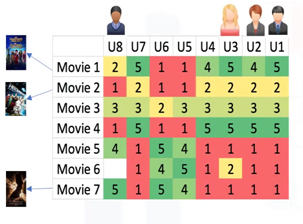 U8 U7 U6 U5 U4 U3 U2 U1
Movie 1 2 5 1 1 4 5 4 5
Movie 2 1 2 1 1 2 2 2 2
Movie 3 3 3 2 3 3 3 3 3
Movie 4 1 5 1 1 5 5 5 5
Movie 5 4 1 5 4 1 1 1 1
Movie 6 1 4 5 1 2 1 1
Movie 7 5 1 5 4 1 1 1 1